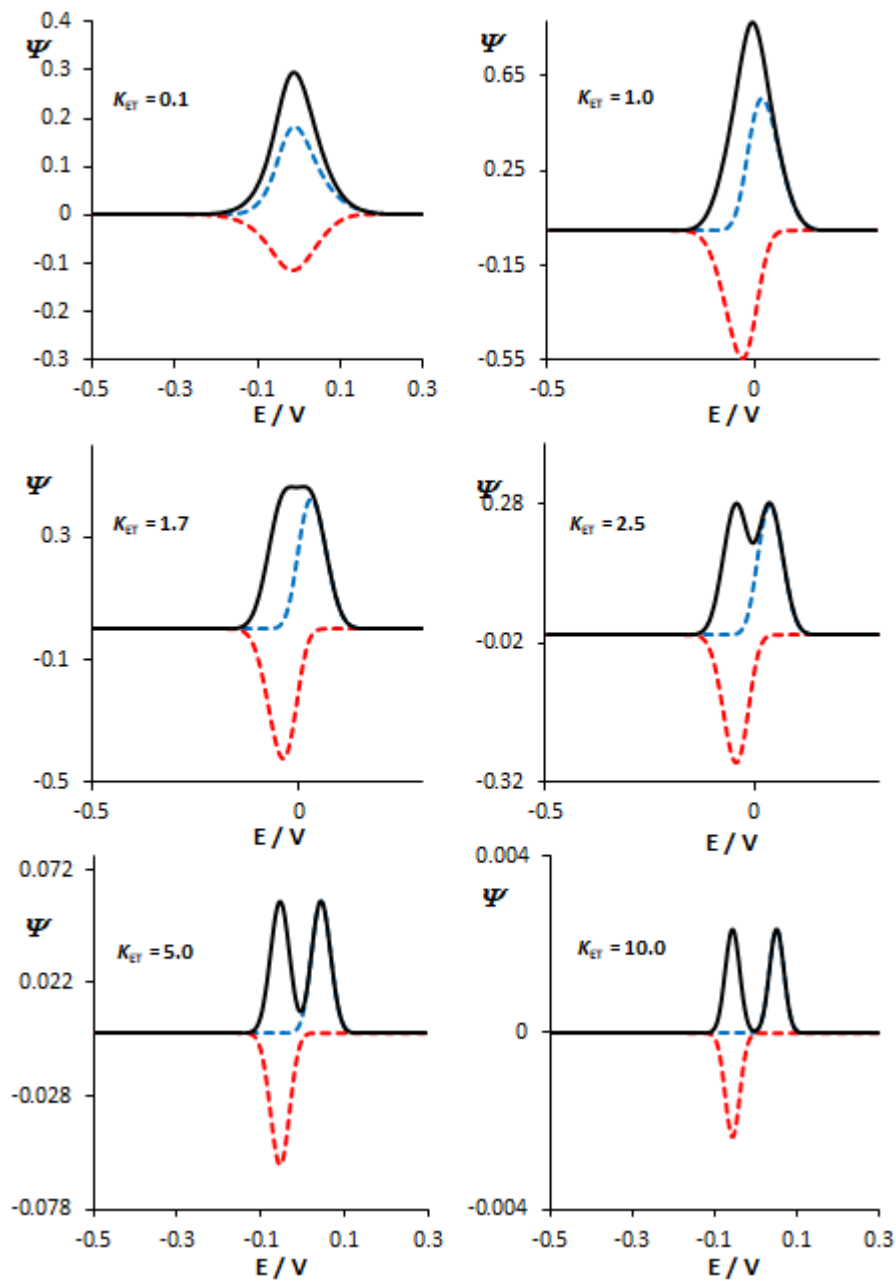 0.4
Ψ
0.3
K_ET = 0.1
0.2
0.1
0
-0.1
-0.2
-0.3
-0.5
-0.3
-0.1
0.1
0.3
E / V
Ψ
0.65
K_ET = 1.0
0.25
-0.15
-0.55
-0.5
0
E / V
Ψ
K_ET = 1.7
0.3
-0.1
-0.5
-0.5
0
E / V
Ψ
0.28
K_ET = 2.5
-0.02
-0.32
-0.5
0
E / V
0.072
Ψ
K_ET = 5.0
0.022
-0.028
-0.078
-0.5
-0.3
-0.1
0.1
0.3
E / V
0.004
Ψ
K_ET = 10.0
0
-0.004
-0.5
-0.3
-0.1
0.1
0.3
E / V